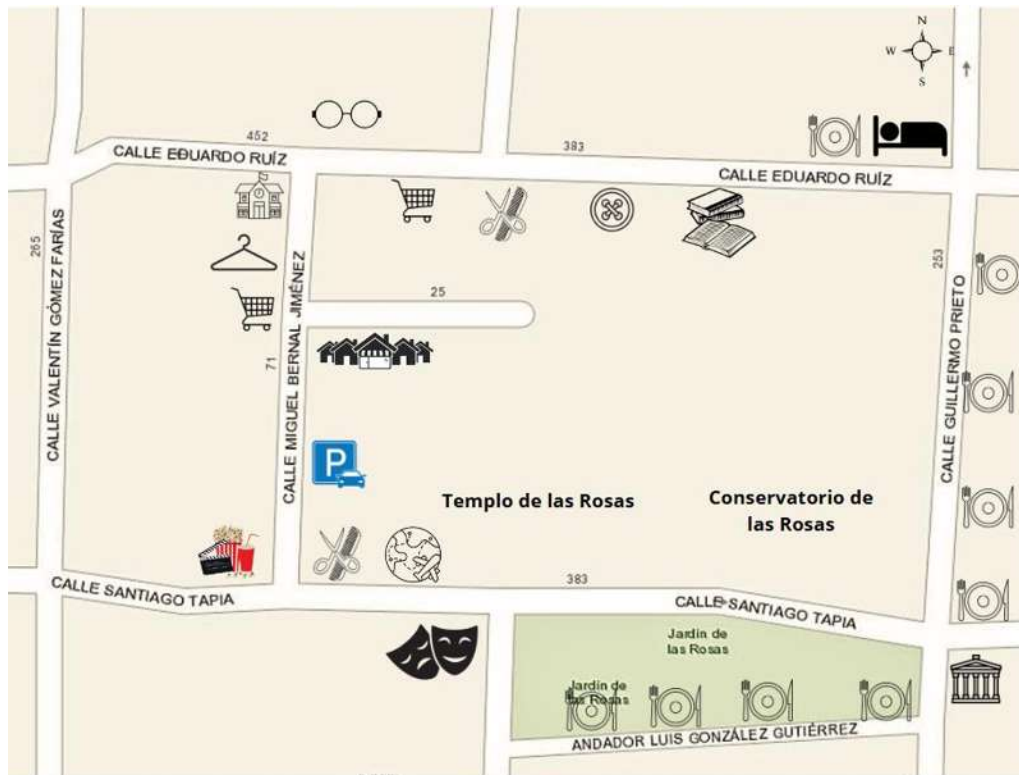 N
W E
S
452
383
CALLE EDUARDO RUÍZ
CALLE EDUARDO RUÍZ
265
CALLE VALENTÍN GÓMEZ FARÍAS
CALLE MIGUEL BERNAL JIMÉNEZ
71
25
253
CALLE GUILLERMO PRIETO
P
Templo de las Rosas
Conservatorio de
las Rosas
383
CALLE SANTIAGO TAPIA
CALLE SANTIAGO TAPIA
Jardín de
las Rosas
Jardín de
las Rosas
ANDADOR LUIS GONZÁLEZ GUTIÉRREZ